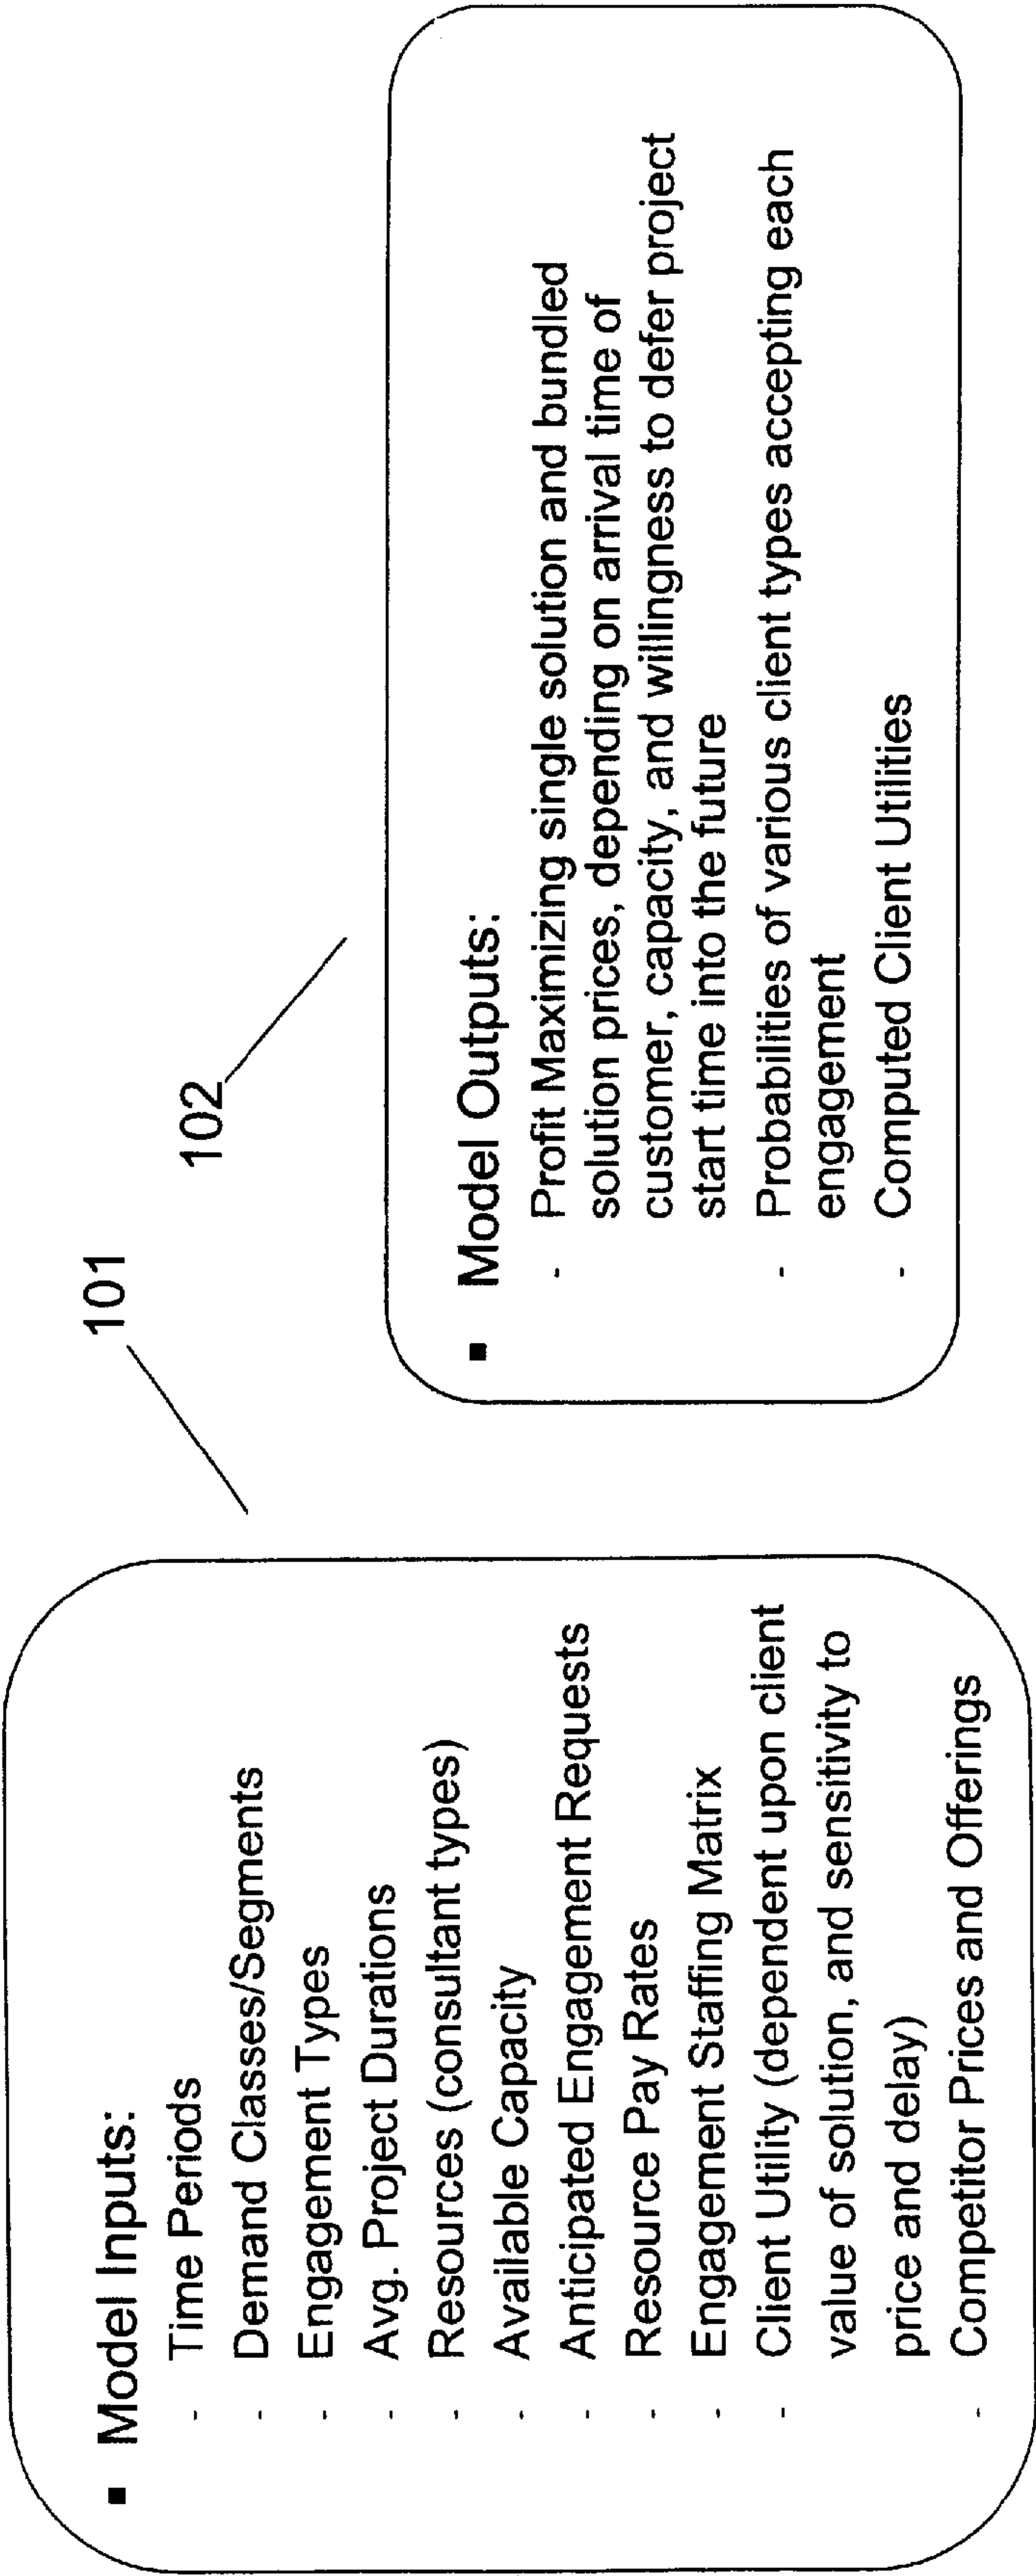 101
■ Model Inputs:
- Time Periods
- Demand Classes/Segments
- Engagement Types
- Avg. Project Durations
- Resources (consultant types)
- Available Capacity
- Anticipated Engagement Requests
- Resource Pay Rates
- Engagement Staffing Matrix
- Client Utility (dependent upon client
value of solution, and sensitivity to
price and delay)
- Competitor Prices and Offerings
102
■ Model Outputs:
- Profit Maximizing single solution and bundled
solution prices, depending on arrival time of
customer, capacity, and willingness to defer project
start time into the future
- Probabilities of various client types accepting each
engagement
- Computed Client Utilities